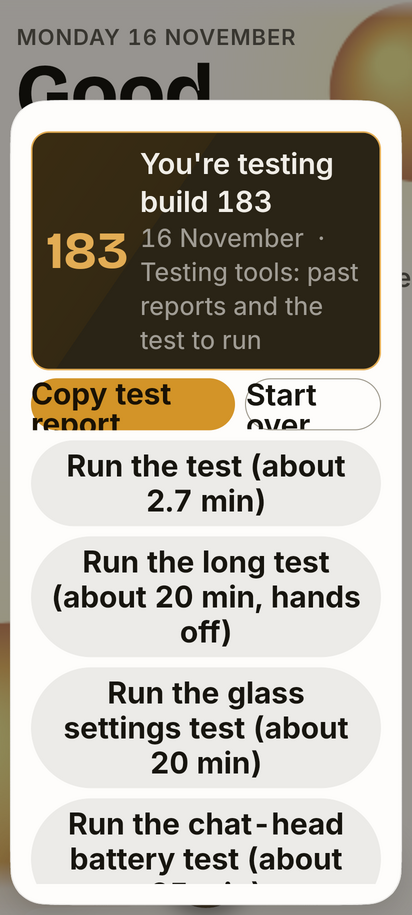 MONDAY 16 NOVEMBER
Good
You're testing
build 183
183
16 November ·
Testing tools: past
reports and the
test to run
Copy test
report
Start
over
Run the test (about
2.7 min)
Run the long test
(about 20 min, hands
off)
Run the glass
settings test (about
20 min)
Run the chat-head
battery test (about